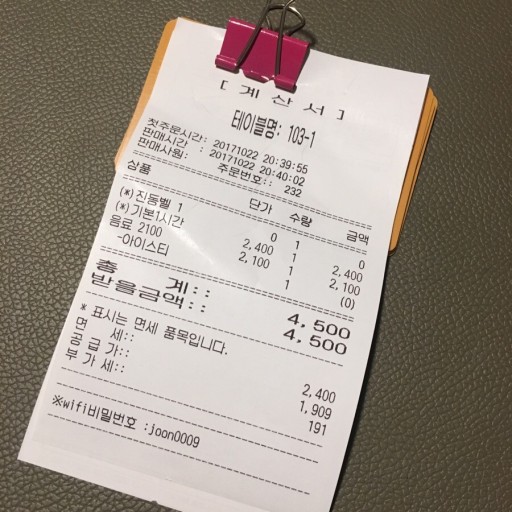 [ 계 산 서 ]
테이블명: 103-1
첫주문시간: 20171022 20:39:55
판매시간 : 20171022 20:40:02
판매사원: 주문번호:: 232
상품 단가 수량 금액
(*)진동벨 1 0 1 0
(*)기본1시간 2,400 1 2,400
음료 2100 2,100 1 2,100
-아이스티 1 (0)
총 계:: 4,500
받을금액:: 4,500
* 표시는 면세 품목입니다.
면 세:: 2,400
공 급 가:: 1,909
부 가 세:: 191
※wifi비밀번호 :joon0009